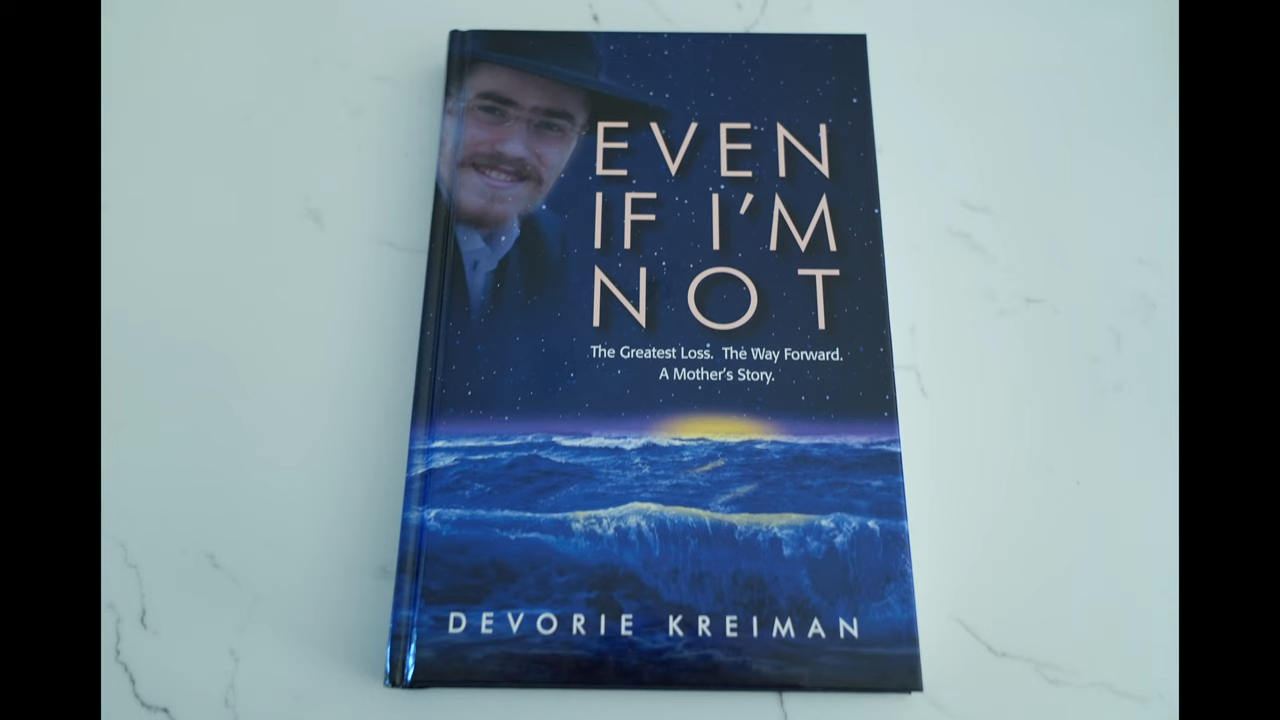 EVEN
IF I'M
NOT
The Greatest Loss. The Way Forward.
A Mother's Story.
DEVORIE KREIMAN